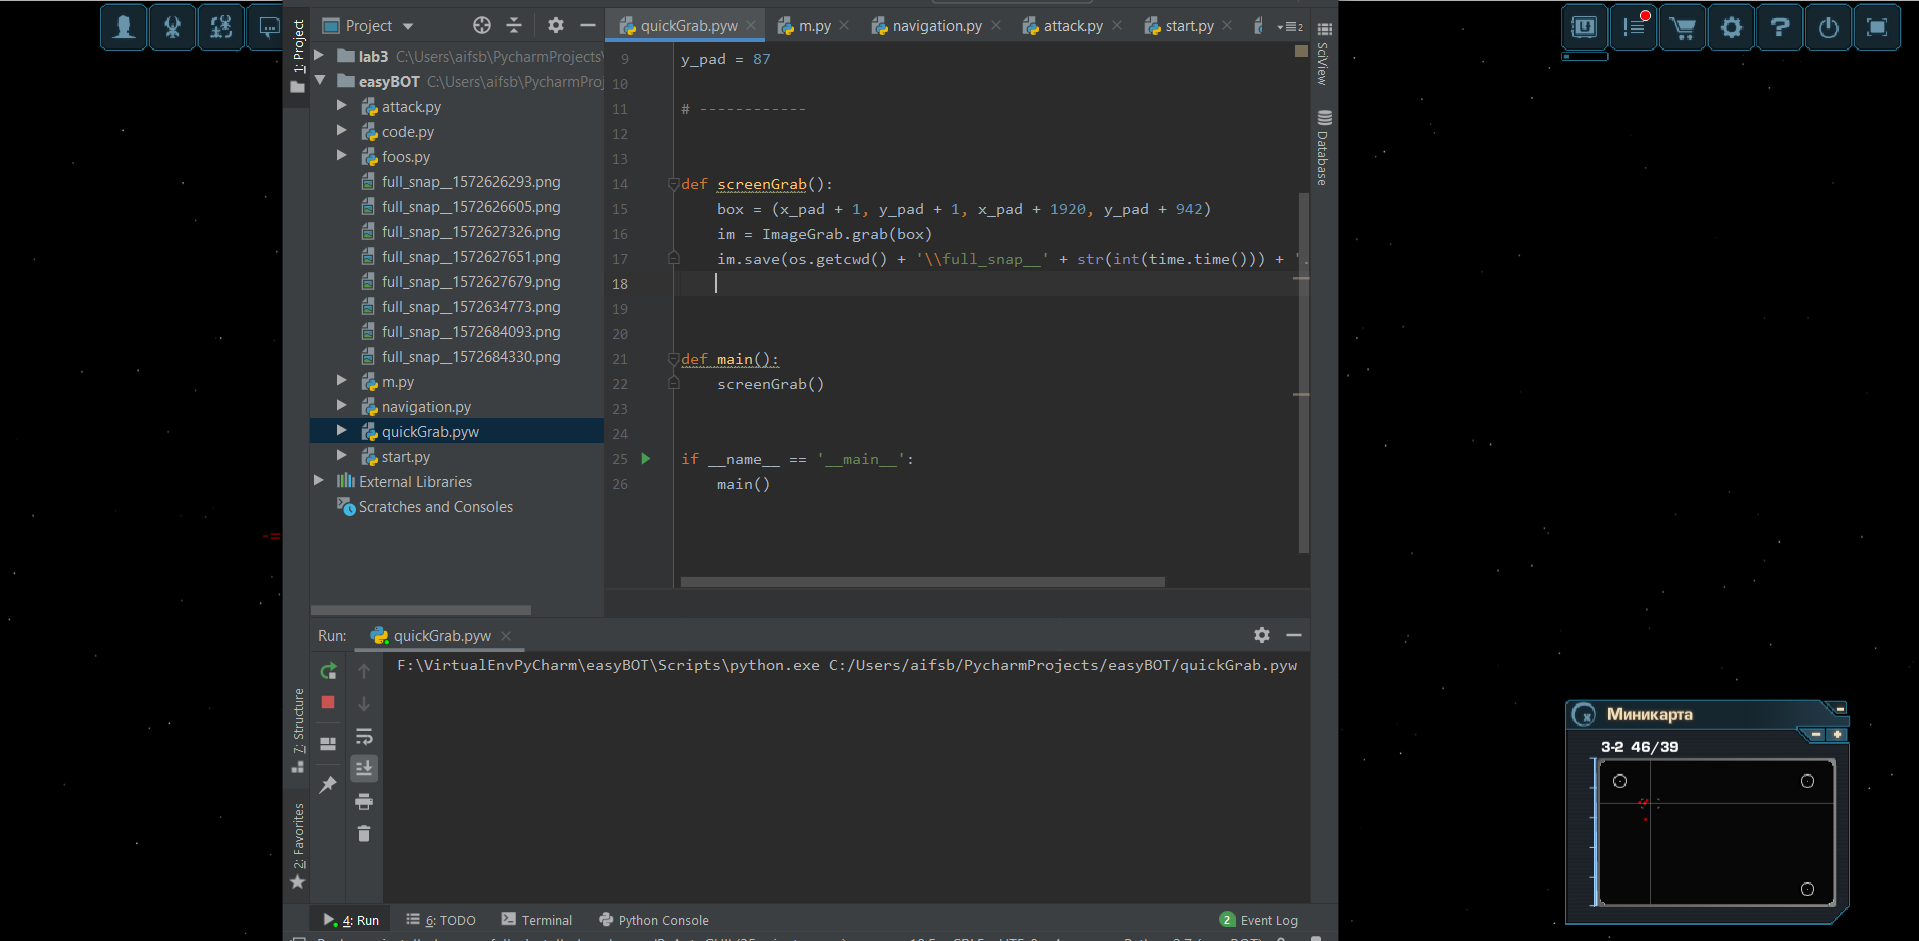 Project
quickGrab.pyw
m.py
navigation.py
attack.py
start.py
2
1: Project
lab3 C:\Users\aifsb\PycharmProjects\
easyBOT C:\Users\aifsb\PycharmProj
attack.py
code.py
foos.py
full_snap__1572626293.png
full_snap__1572626605.png
full_snap__1572627326.png
full_snap__1572627651.png
full_snap__1572627679.png
full_snap__1572634773.png
full_snap__1572684093.png
full_snap__1572684330.png
m.py
navigation.py
quickGrab.pyw
start.py
External Libraries
Scratches and Consoles
9 y_pad = 87
10
11 # ------------
12
13
14 def screenGrab():
15 box = (x_pad + 1, y_pad + 1, x_pad + 1920, y_pad + 942)
16 im = ImageGrab.grab(box)
17 im.save(os.getcwd() + '\\full_snap__' + str(int(time.time())) + '.
18
19
20
21 def main():
22 screenGrab()
23
24
25 if __name__ == '__main__':
26 main()
SciView
Database
Run: quickGrab.pyw
F:\VirtualEnvPyCharm\easyBOT\Scripts\python.exe C:/Users/aifsb/PycharmProjects/easyBOT/quickGrab.pyw
7: Structure
2: Favorites
4: Run
6: TODO
Terminal
Python Console
2 Event Log
Миникарта
3-2 46/39